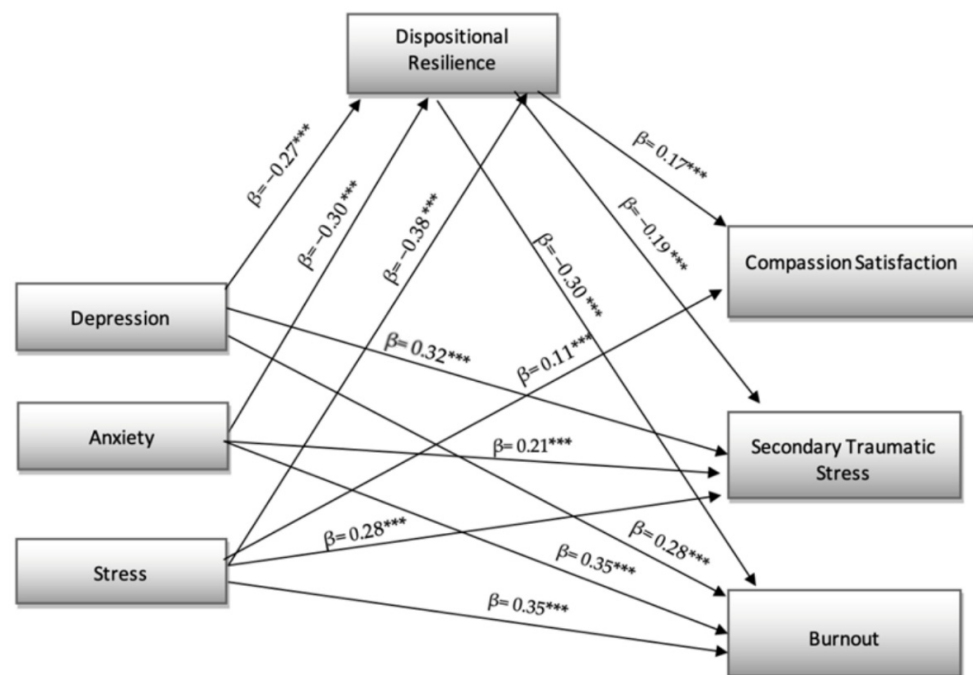 Dispositional
Resilience
β= −0.27***
β= −0.30 ***
β= −0.38 ***
β= 0.17***
β= −0.19 ***
β= −0.30 ***
Compassion Satisfaction
Depression
β= 0.32***
β= 0.11***
Anxiety
β= 0.21***
Secondary Traumatic
Stress
β= 0.28***
β= 0.28***
β= 0.35***
Stress
β= 0.35***
Burnout